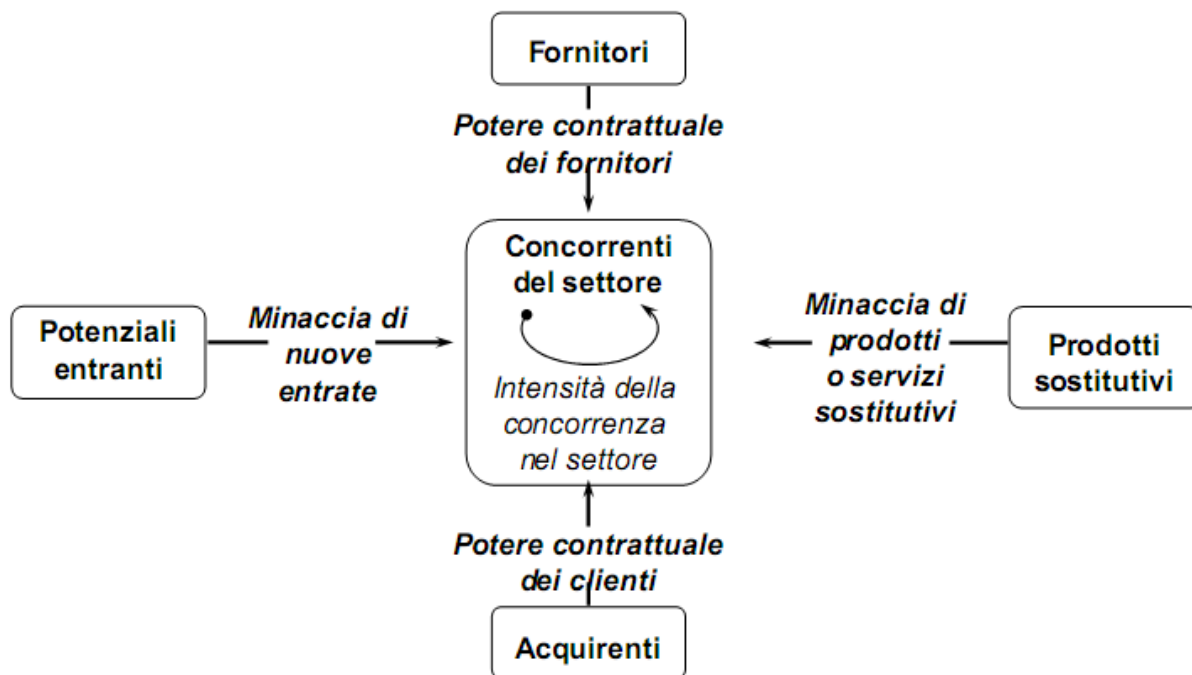 Fornitori
Potere contrattuale
dei fornitori
Concorrenti
del settore
Potenziali
entranti
Minaccia di
nuove
entrate
Intensità della
concorrenza
nel settore
Minaccia di
prodotti
o servizi
sostitutivi
Prodotti
sostitutivi
Potere contrattuale
dei clienti
Acquirenti